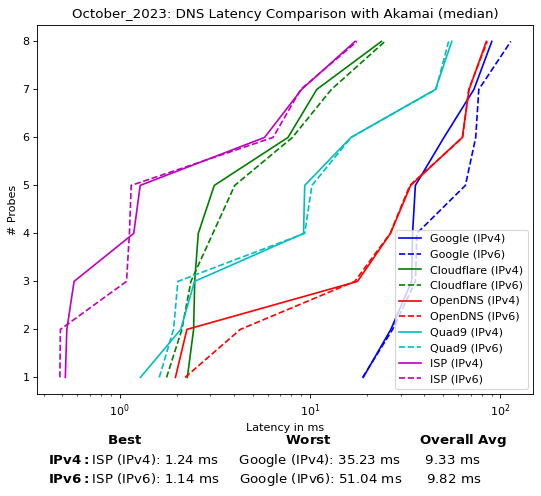 October_2023: DNS Latency Comparison with Akamai (median)
8
7
6
5
4
3
2
1
# Probes
Google (IPv4)
Google (IPv6)
Cloudflare (IPv4)
Cloudflare (IPv6)
OpenDNS (IPv4)
OpenDNS (IPv6)
Quad9 (IPv4)
Quad9 (IPv6)
ISP (IPv4)
ISP (IPv6)
10⁰ 10¹ 10²
Latency in ms
Best Worst Overall Avg
IPv4: ISP (IPv4): 1.24 ms Google (IPv4): 35.23 ms 9.33 ms
IPv6: ISP (IPv6): 1.14 ms Google (IPv6): 51.04 ms 9.82 ms